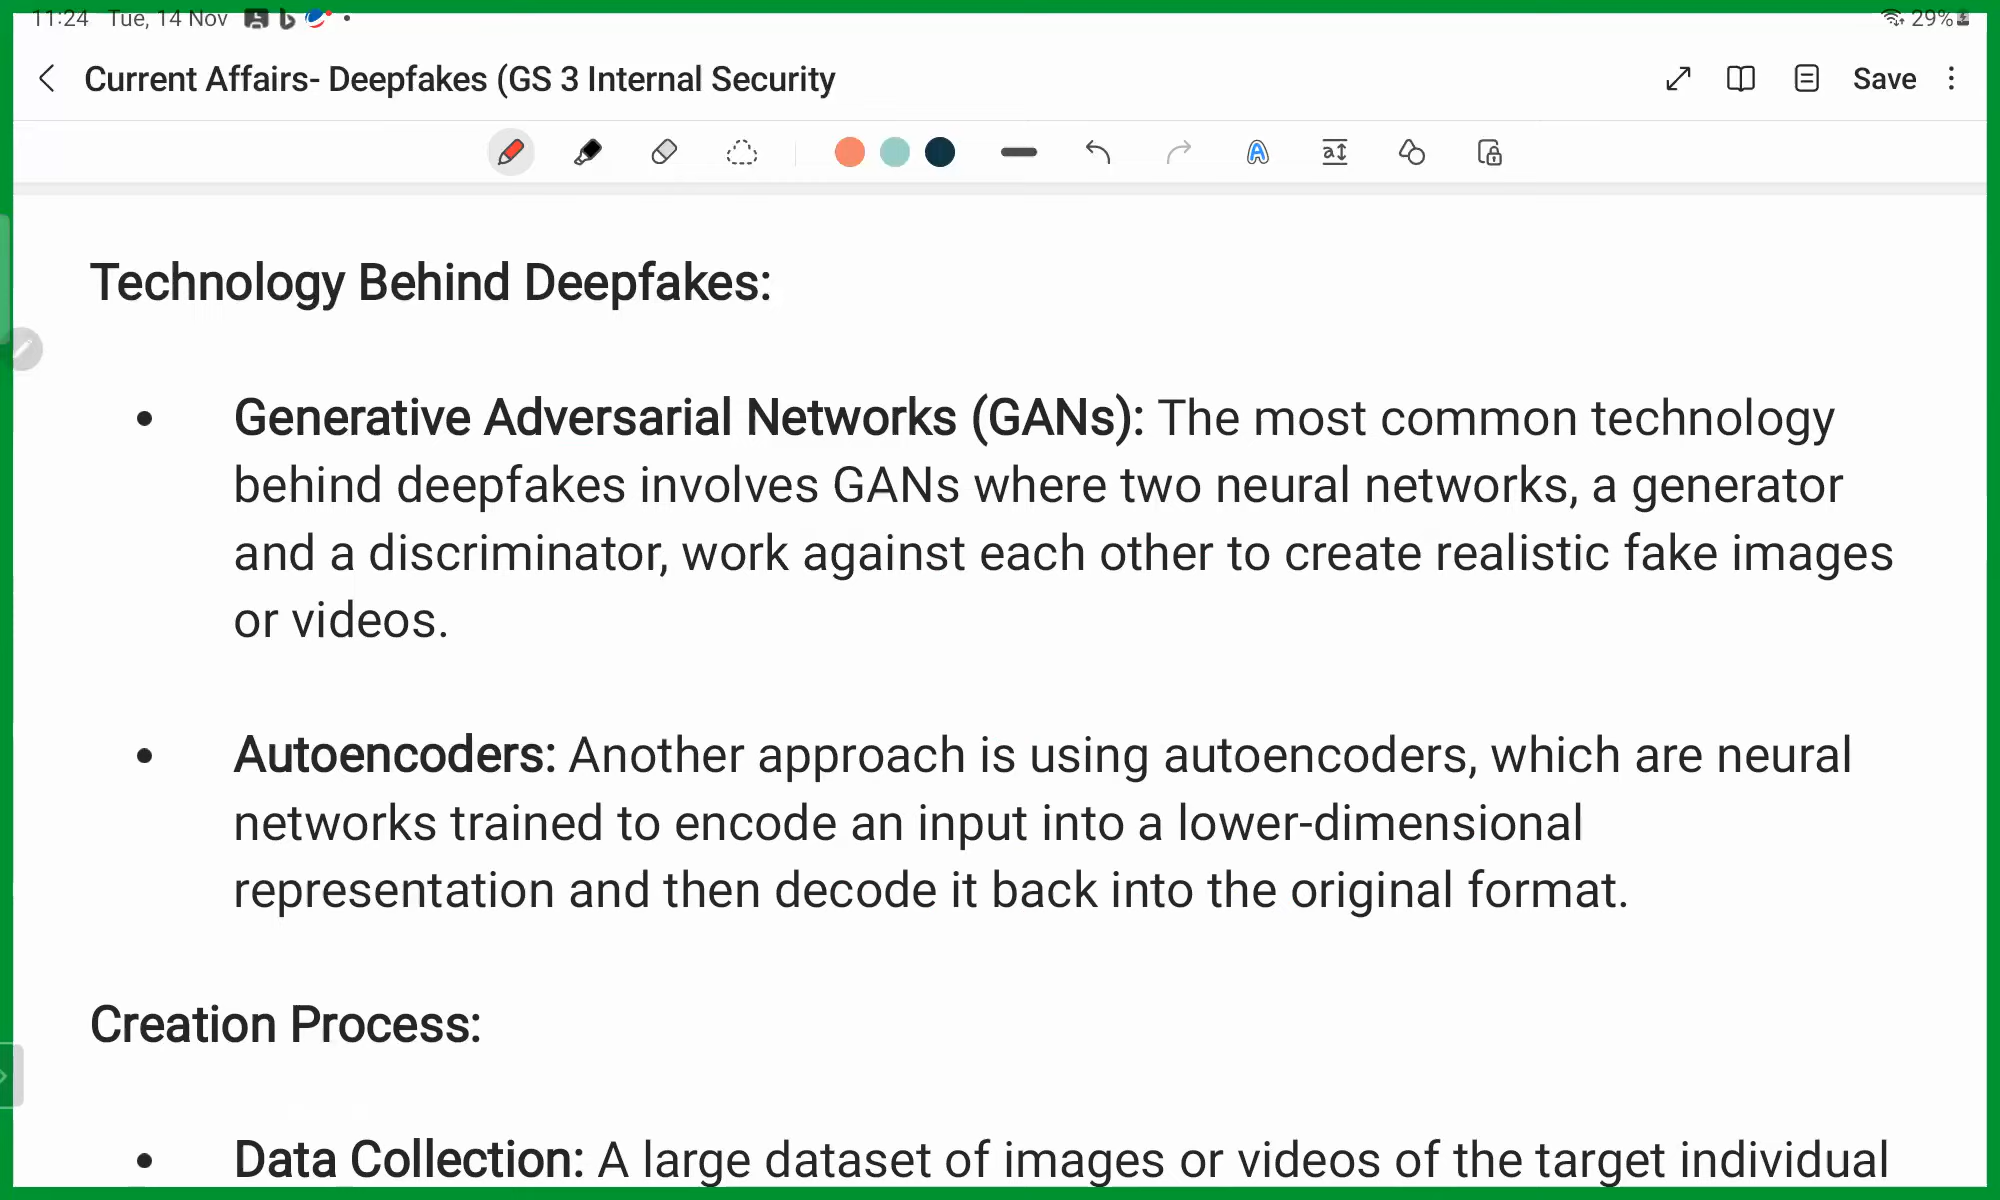 11:24 Tue, 14 Nov
29%
Current Affairs- Deepfakes (GS 3 Internal Security
Save
Technology Behind Deepfakes:
• Generative Adversarial Networks (GANs): The most common technology
behind deepfakes involves GANs where two neural networks, a generator
and a discriminator, work against each other to create realistic fake images
or videos.
• Autoencoders: Another approach is using autoencoders, which are neural
networks trained to encode an input into a lower-dimensional
representation and then decode it back into the original format.
Creation Process:
• Data Collection: A large dataset of images or videos of the target individual